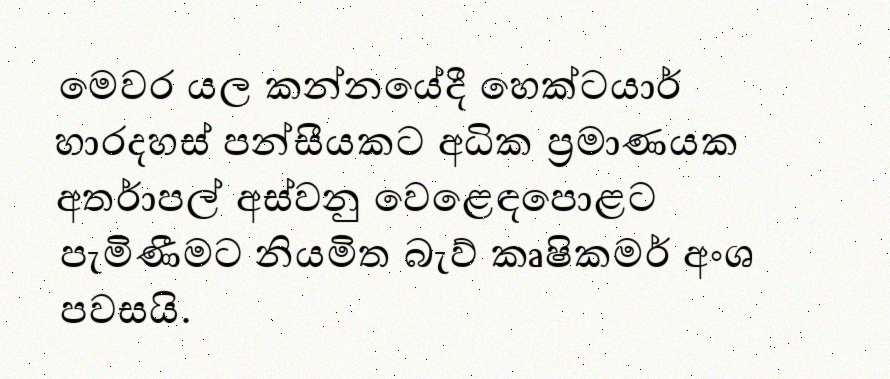 මෙවර යල කන්නයේදී හෙක්ටයාර්
හාරදහස් පන්සීයකට අධික ප්‍රමාණයක
අතර්ාපල් අස්වනු වෙළෙඳපොළට
පැමිණීමට නියමිත බැව් කෘෂිකමර් අංශ
පවසයි.